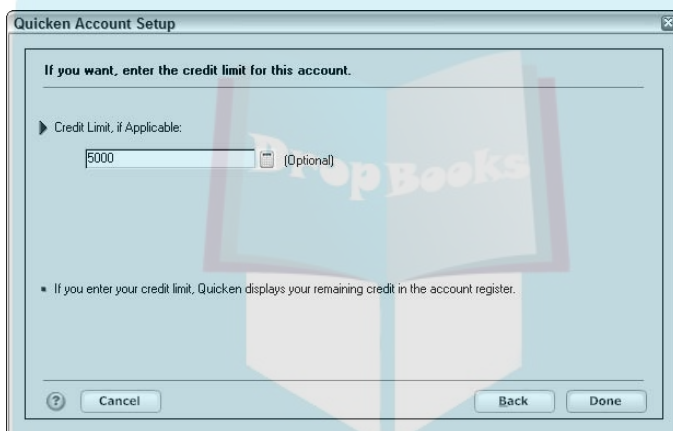 Quicken Account Setup
If you want, enter the credit limit for this account.
Credit Limit, if Applicable:
5000 (Optional)
DropBooks
If you enter your credit limit, Quicken displays your remaining credit in the account register.
? Cancel Back Done